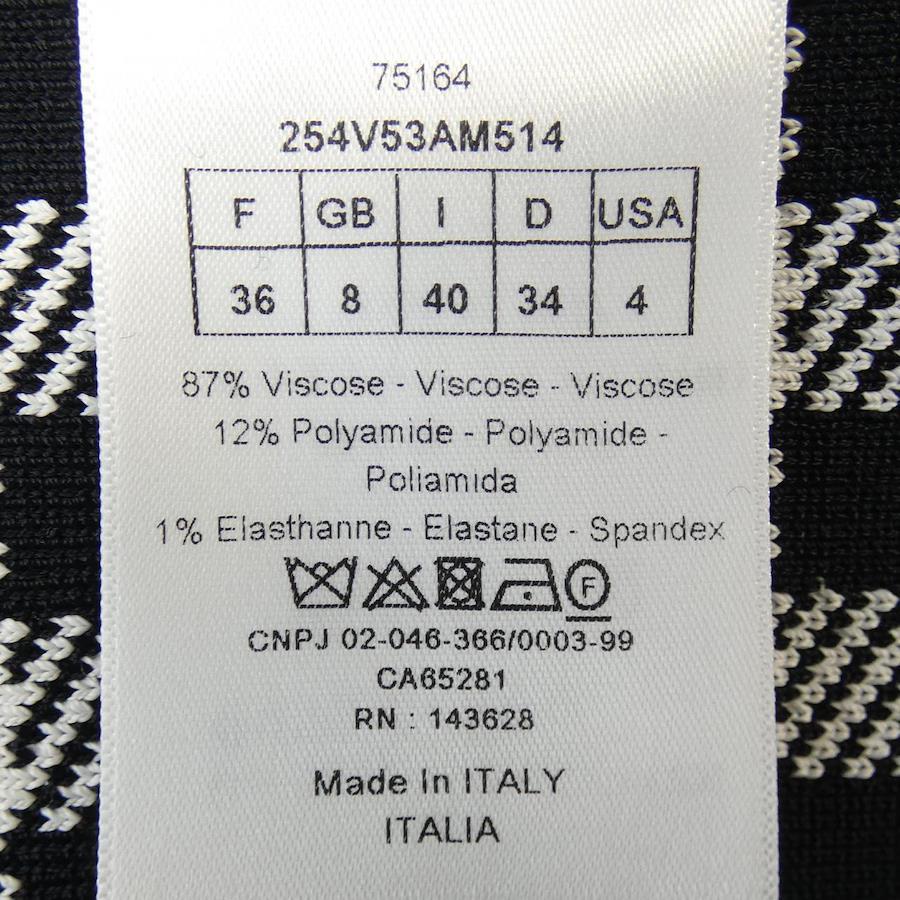 75164
254V53AM514
F GB I D USA
36 8 40 34 4
87% Viscose - Viscose - Viscose
12% Polyamide - Polyamide -
Poliamida
1% Elasthanne - Elastane - Spandex
F
CNPJ 02-046-366/0003-99
CA65281
RN : 143628
Made In ITALY
ITALIA